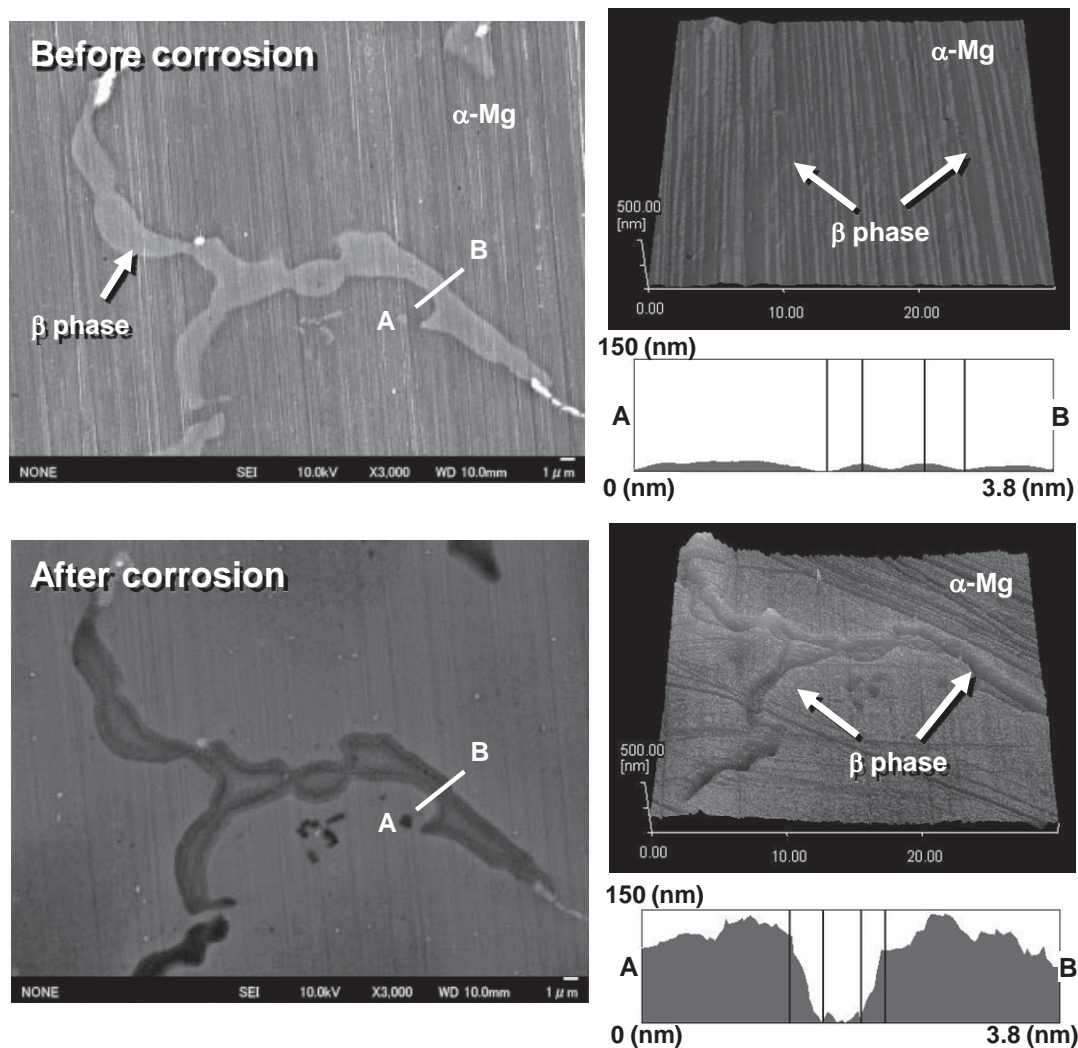 Before corrosion
α-Mg
B
A
β phase
NONE SEI 10.0kV X3,000 WD 10.0mm 1 μm
α-Mg
500.00
[nm]
β phase
0.00 10.00 20.00
150 (nm)
A B
0 (nm) 3.8 (nm)
After corrosion
B
A
NONE SEI 10.0kV X3,000 WD 10.0mm 1 μm
α-Mg
500.00
[nm]
β phase
0.00 10.00 20.00
150 (nm)
A B
0 (nm) 3.8 (nm)